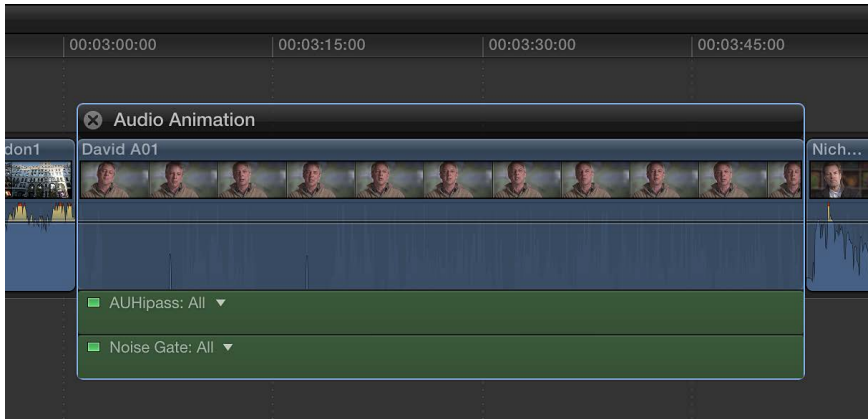 00:03:00:00 00:03:15:00 00:03:30:00 00:03:45:00
Audio Animation
don1 David A01 Nich...
AUHipass: All
Noise Gate: All